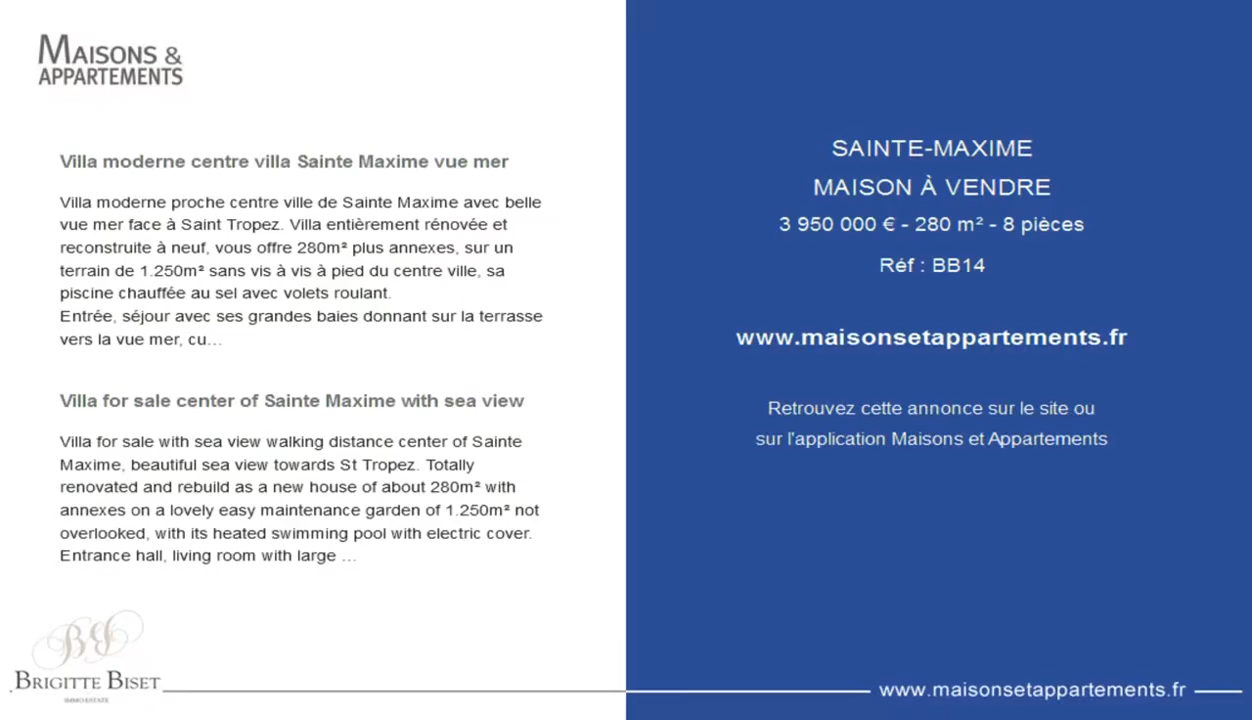 MAISONS &
APPARTEMENTS
Villa moderne centre villa Sainte Maxime vue mer
Villa moderne proche centre ville de Sainte Maxime avec belle
vue mer face à Saint Tropez. Villa entièrement rénovée et
reconstruite à neuf, vous offre 280m² plus annexes, sur un
terrain de 1.250m² sans vis à vis à pied du centre ville, sa
piscine chauffée au sel avec volets roulant.
Entrée, séjour avec ses grandes baies donnant sur la terrasse
vers la vue mer, cu...
Villa for sale center of Sainte Maxime with sea view
Villa for sale with sea view walking distance center of Sainte
Maxime, beautiful sea view towards St Tropez. Totally
renovated and rebuild as a new house of about 280m² with
annexes on a lovely easy maintenance garden of 1.250m² not
overlooked, with its heated swimming pool with electric cover.
Entrance hall, living room with large ...
BB
BRIGITTE BISET
IMMO ESTATE
SAINTE-MAXIME
MAISON À VENDRE
3 950 000 € - 280 m² - 8 pièces
Réf : BB14
www.maisonsetappartements.fr
Retrouvez cette annonce sur le site ou
sur l'application Maisons et Appartements
www.maisonsetappartements.fr